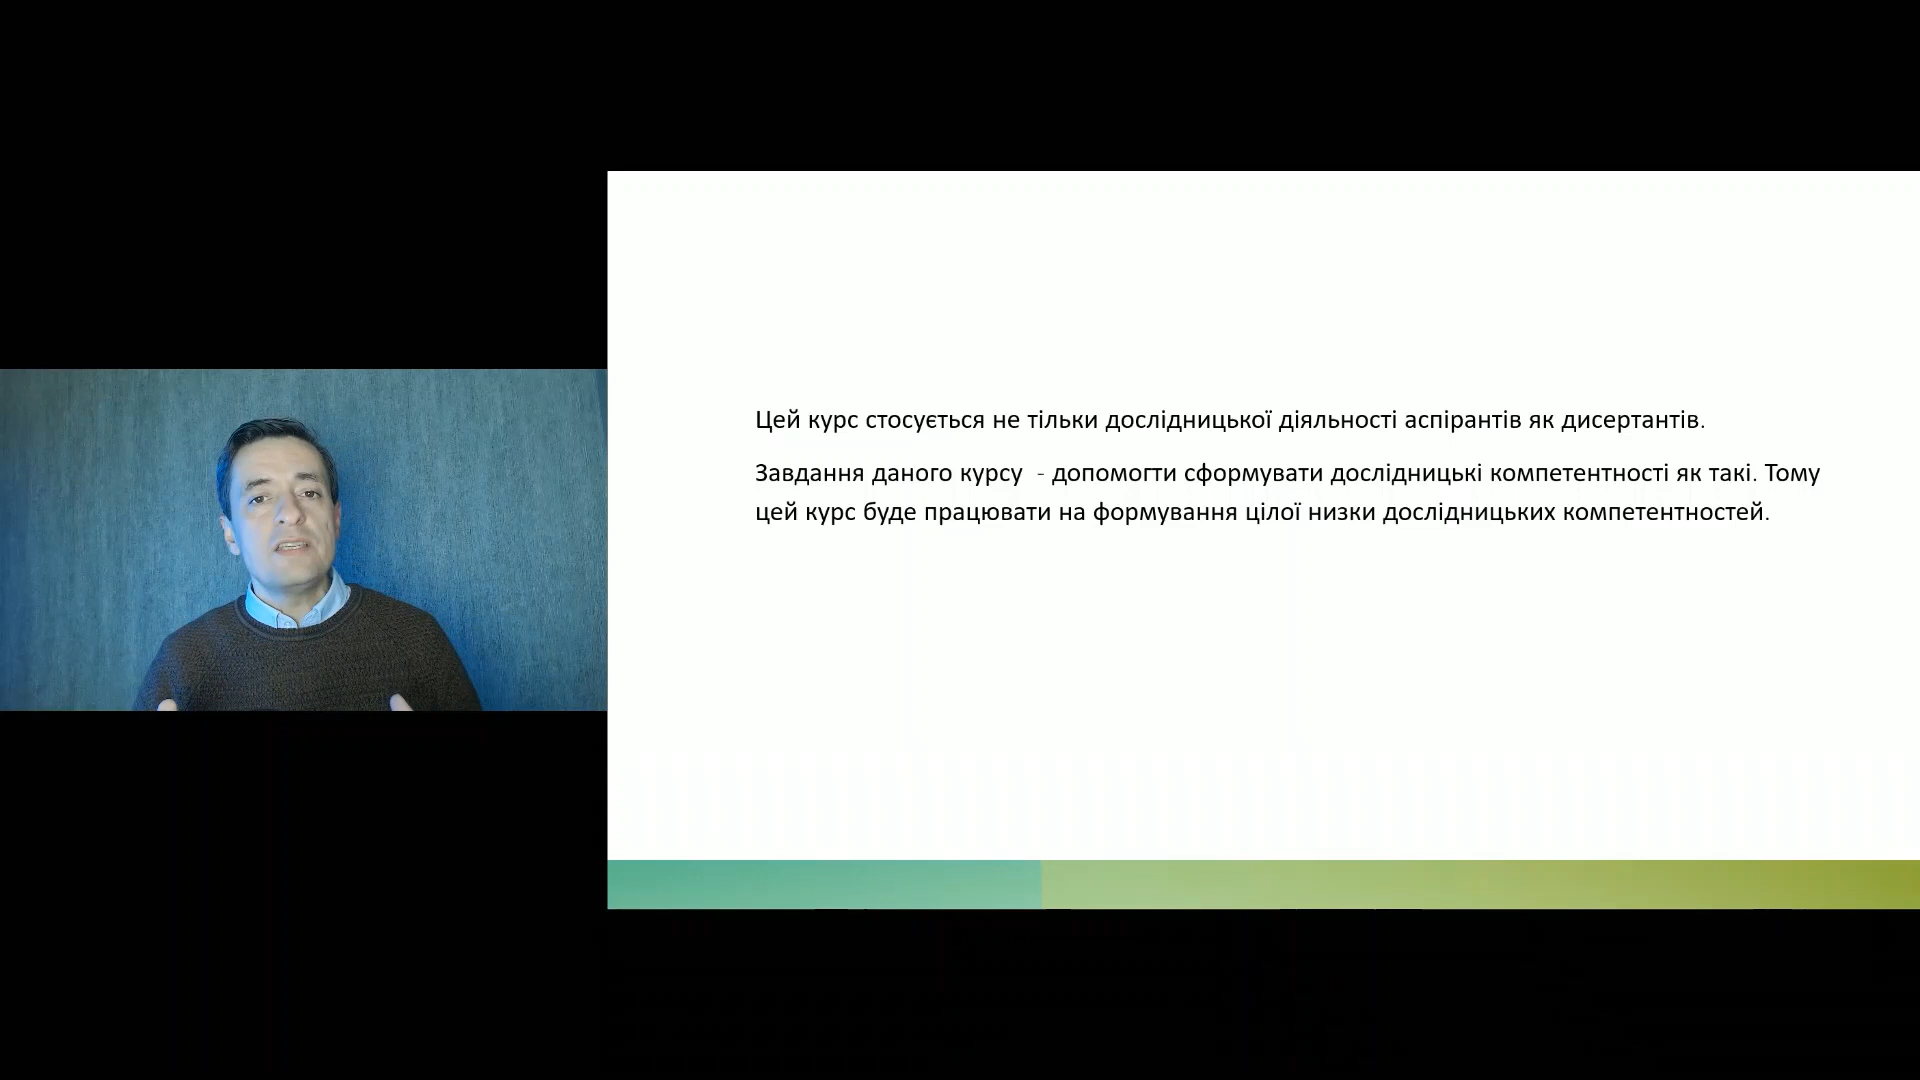 Цей курс стосується не тільки дослідницької діяльності аспірантів як дисертантів.
Завдання даного курсу  - допомогти сформувати дослідницькі компетентності як такі. Тому
цей курс буде працювати на формування цілої низки дослідницьких компетентностей.